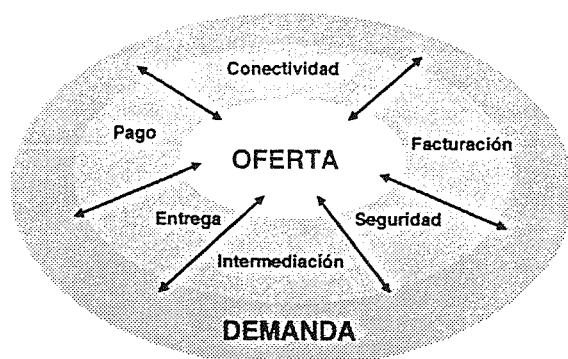 Conectividad
Pago
Facturación
OFERTA
Entrega
Seguridad
Intermediación
DEMANDA